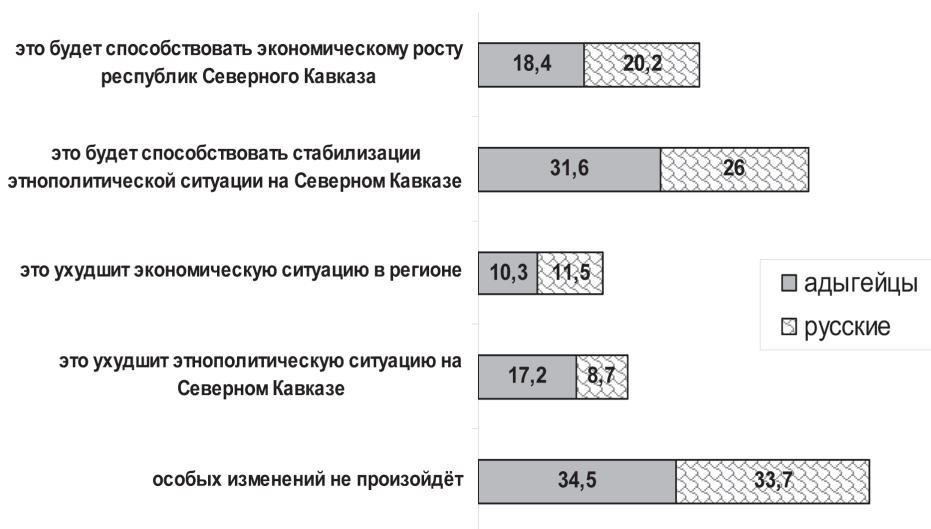 это будет способствовать экономическому росту
республик Северного Кавказа
18,4
20,2
это будет способствовать стабилизации
этнополитической ситуации на Северном Кавказе
31,6
26
это ухудшит экономическую ситуацию в регионе
10,3
11,5
адыгейцы
русские
это ухудшит этнополитическую ситуацию на
Северном Кавказе
17,2
8,7
особых изменений не произойдёт
34,5
33,7